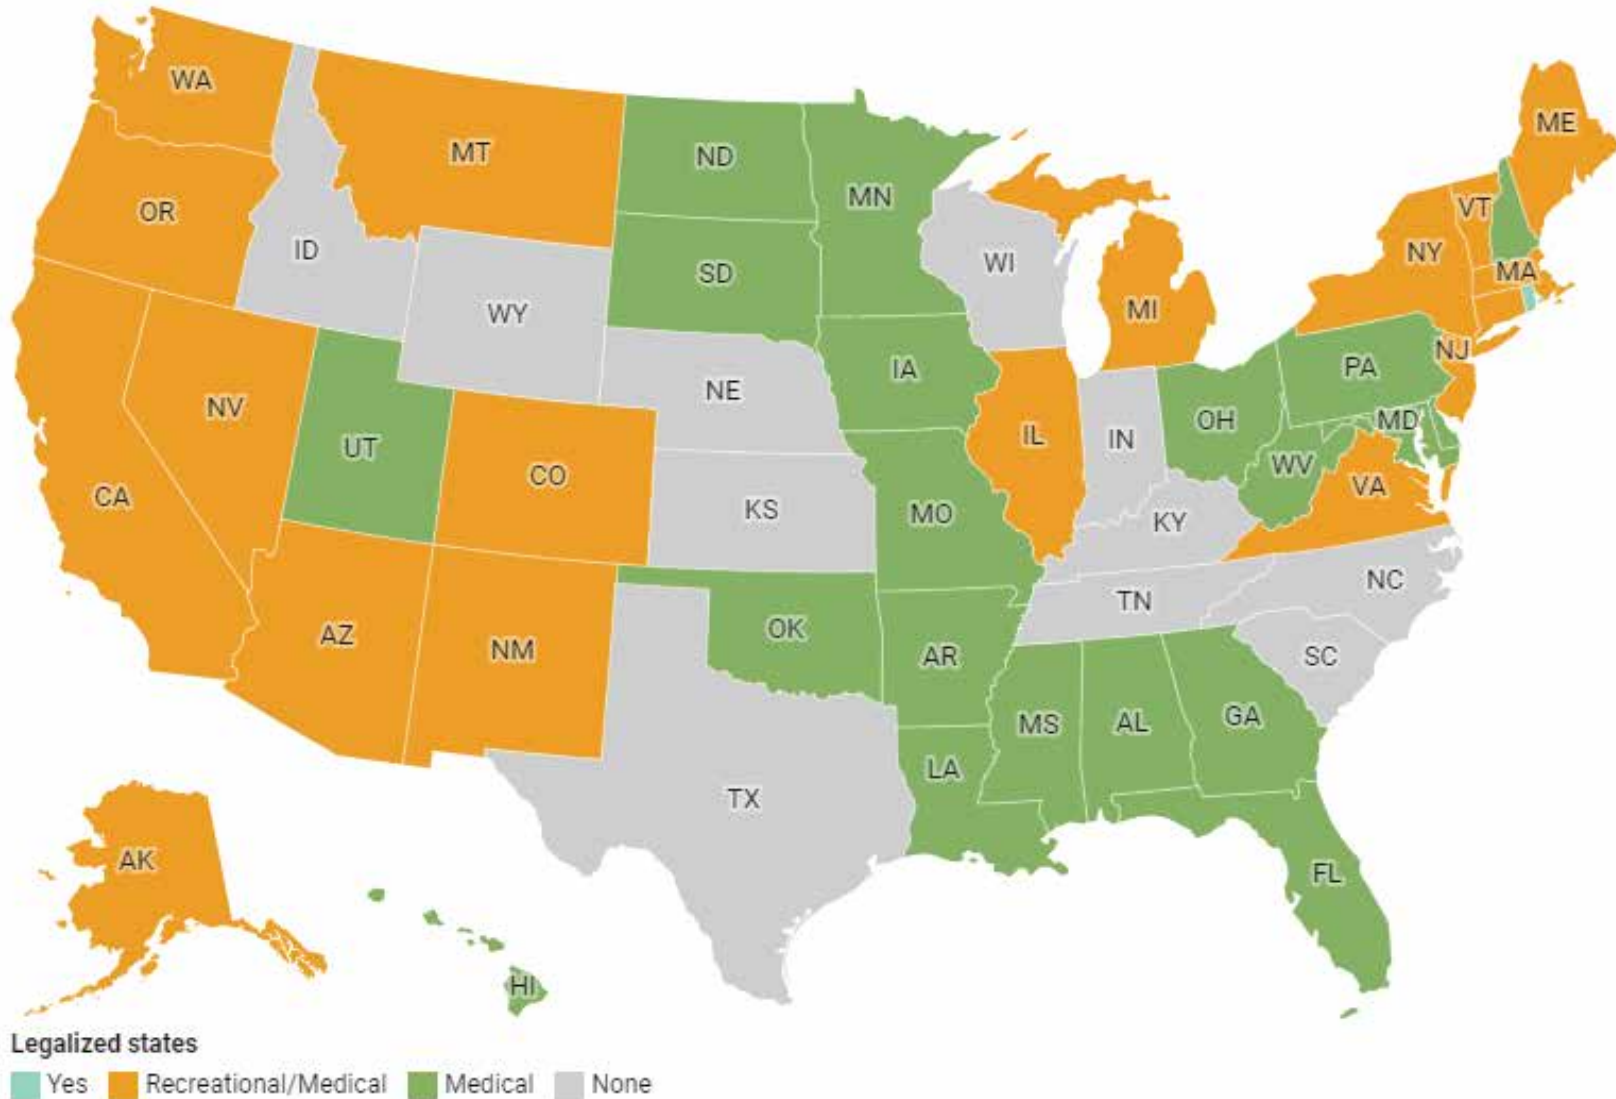 WA
MT
ND
MN
ME
OR
ID
SD
WI
VT
NY
MA
WY
MI
NJ
PA
IA
NE
NV
UT
CO
IL
IN
OH
MD
WV
CA
KS
MO
VA
KY
NC
TN
AZ
NM
OK
AR
SC
MS
AL
GA
LA
TX
FL
AK
HI
Legalized states
Yes Recreational/Medical Medical None